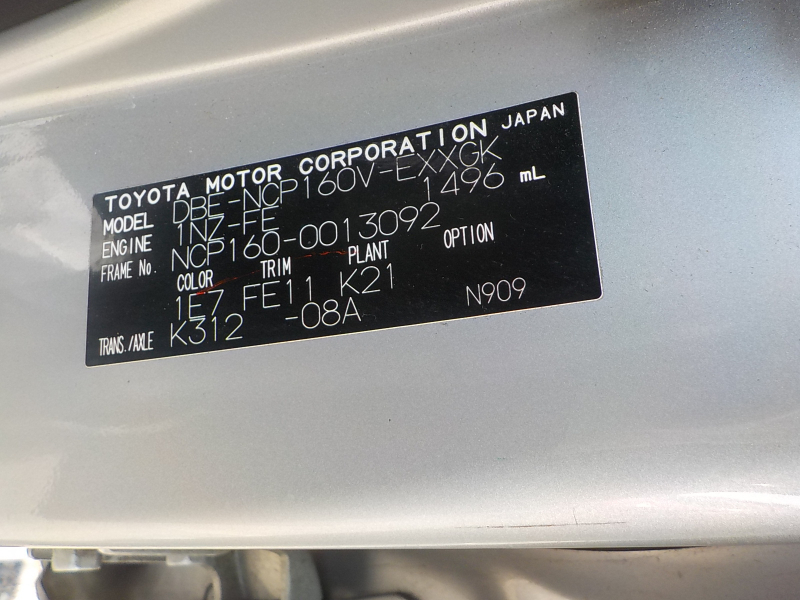 TOYOTA MOTOR CORPORATION JAPAN
MODEL DBE-NCP160V-EXXGK
ENGINE 1NZ-FE 1496 mL
FRAME No. NCP160-0013092
COLOR TRIM PLANT OPTION
1E7 FE11 K21
TRANS./AXLE K312 -08A N909